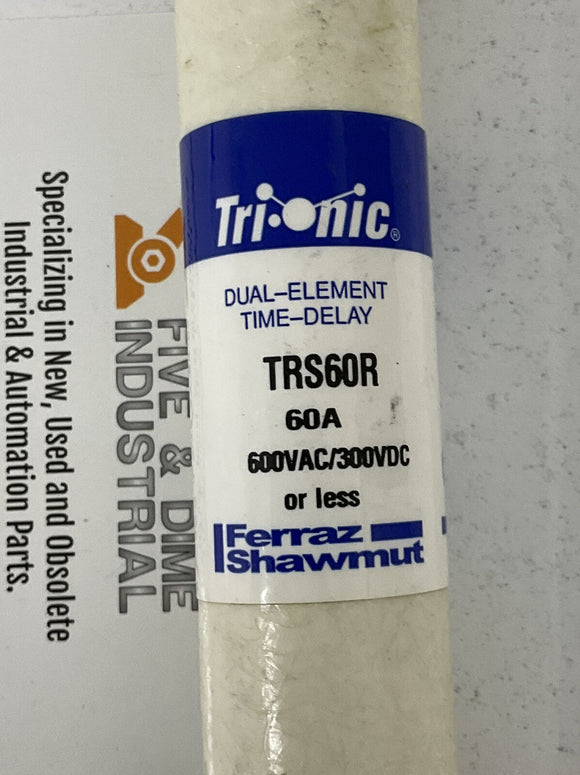 Tri-Onic®
DUAL–ELEMENT
TIME–DELAY
TRS60R
60A
600VAC/300VDC
or less
Ferraz
Shawmut
FIVE & DIME
INDUSTRIAL
Specializing in New, Used and Obsolete
Industrial & Automation Parts.